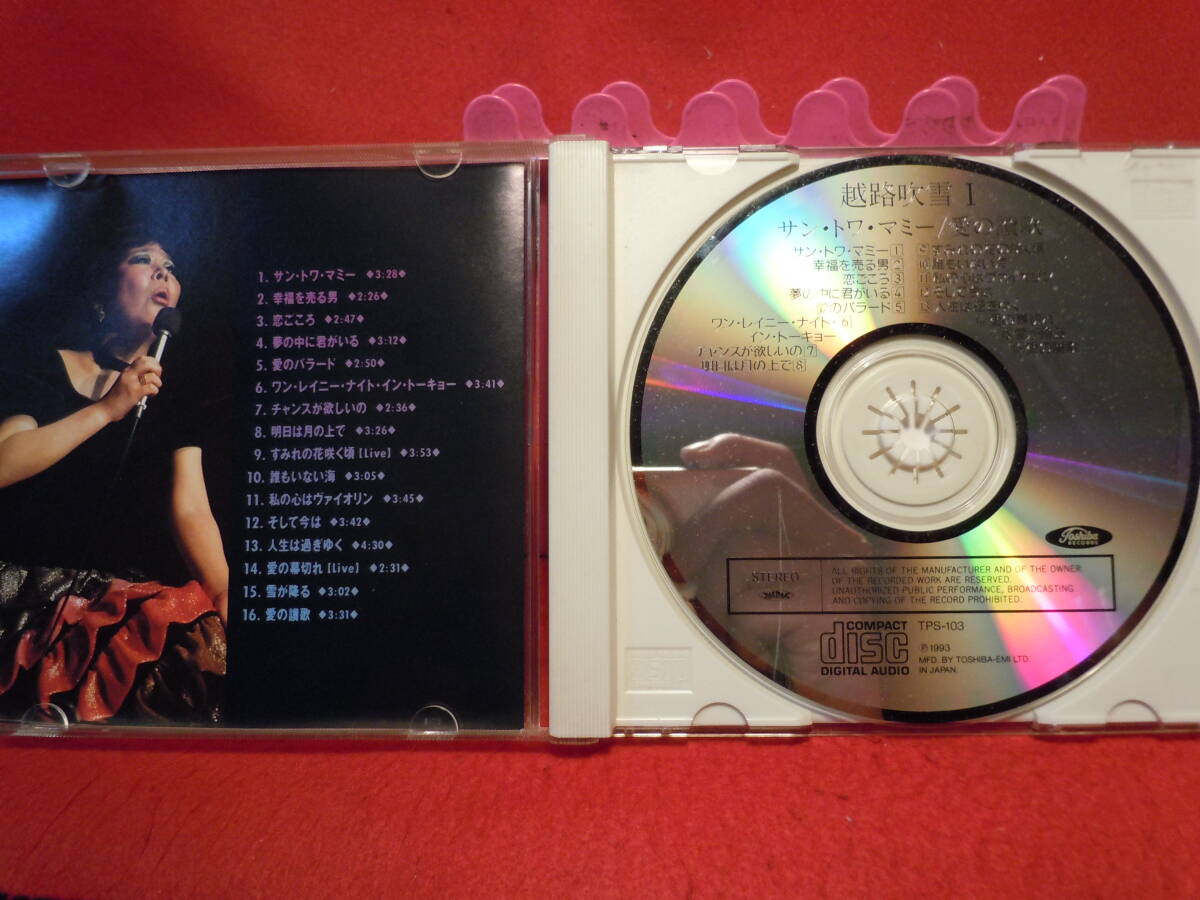 1. サン・トワ・マミー ◆3:28◆
2. 幸福を売る男 ◆2:26◆
3. 恋ごころ ◆2:47◆
4. 夢の中に君がいる ◆3:12◆
5. 愛のバラード ◆2:50◆
6. ワン・レイニー・ナイト・イン・トーキョー ◆3:41◆
7. チャンスが欲しいの ◆2:36◆
8. 明日は月の上で ◆3:26◆
9. すみれの花咲く頃 [Live] ◆3:53◆
10. 誰もいない海 ◆3:05◆
11. 私の心はヴァイオリン ◆3:45◆
12. そして今は ◆3:42◆
13. 人生は過ぎゆく ◆4:30◆
14. 愛の幕切れ [Live] ◆2:31◆
15. 雪が降る ◆3:02◆
16. 愛の讃歌 ◆3:31◆
越路吹雪 I
サン・トワ・マミー/愛の讃歌
サン・トワ・マミー 1
幸福を売る男 2
恋ごころ 3
夢の中に君がいる 4
愛のバラード 5
ワン・レイニー・ナイト・ 6
イン・トーキョー
チャンスが欲しいの 7
明日は月の上で 8
Toshiba
RECORDS
STEREO
ALL RIGHTS OF THE MANUFACTURER AND OF THE OWNER
OF THE RECORDED WORK ARE RESERVED.
UNAUTHORIZED PUBLIC PERFORMANCE, BROADCASTING
AND COPYING OF THE RECORD PROHIBITED.
COMPACT
disc
DIGITAL AUDIO
TPS-103
Ⓟ1993
MFD. BY TOSHIBA-EMI LTD.
IN JAPAN.